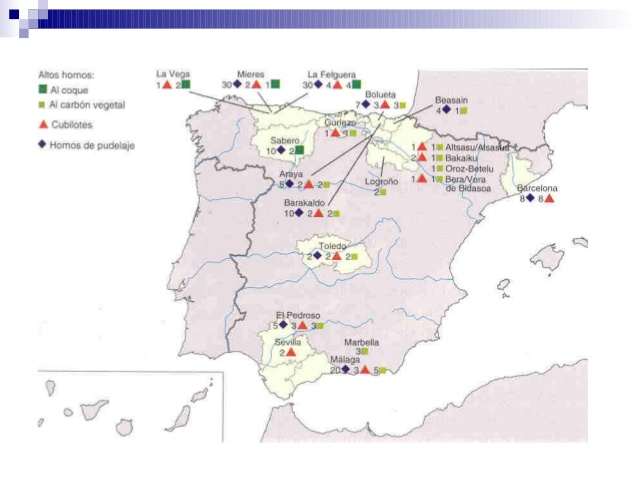 Altos hornos:
Al coque
Al carbón vegetal
Cubilotes
Hornos de pudelaje
La Vega
1 2
Mieres
30 2 1
La Felguera
30 4 4
Bolueta
7 3 3
Beasain
4 1
Guriezo
1 1
Sabero
10 2
1 1 Altsasu/Alsasua
2 1 Bakaiku
1 Oroz-Betelu
1 1 Bera/Vera
de Bidasoa
Araya
5 2 2
Logroño
2
Barcelona
8 8
Barakaldo
10 2 2
Toledo
2 2 2
El Pedroso
5 3 3
Sevilla
2
Marbella
3
Málaga
20 3 5